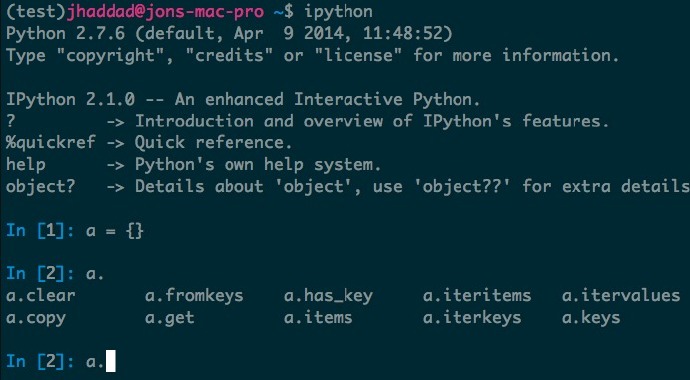 (test)jhaddad@jons-mac-pro ~$ ipython
Python 2.7.6 (default, Apr  9 2014, 11:48:52)
Type "copyright", "credits" or "license" for more information.
IPython 2.1.0 -- An enhanced Interactive Python.
?         -> Introduction and overview of IPython's features.
%quickref -> Quick reference.
help      -> Python's own help system.
object?   -> Details about 'object', use 'object??' for extra details
In [1]: a = {}
In [2]: a.
a.clear       a.fromkeys    a.has_key     a.iteritems   a.itervalues
a.copy        a.get         a.items       a.iterkeys    a.keys
In [2]: a.